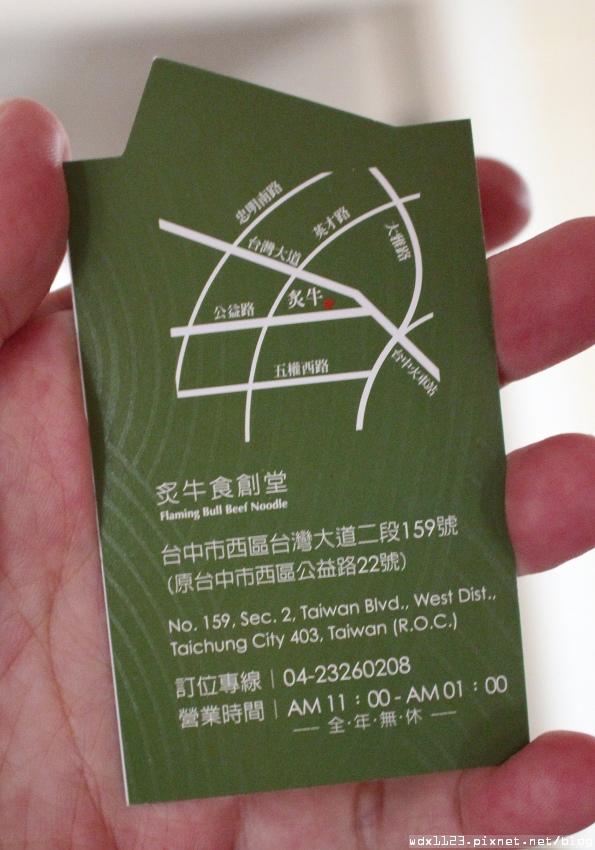 忠明南路
英才路
大雅路
台灣大道
炙牛
公益路
台中火車站
五權西路
炙牛食創堂
Flaming Bull Beef Noodle
台中市西區台灣大道二段159號
(原台中市西區公益路22號)
No. 159, Sec. 2, Taiwan Blvd., West Dist.,
Taichung City 403, Taiwan (R.O.C.)
訂位專線｜04-23260208
營業時間｜AM 11：00 - AM 01：00
— 全·年·無·休 —
wdx1123.pixnet.net/blog